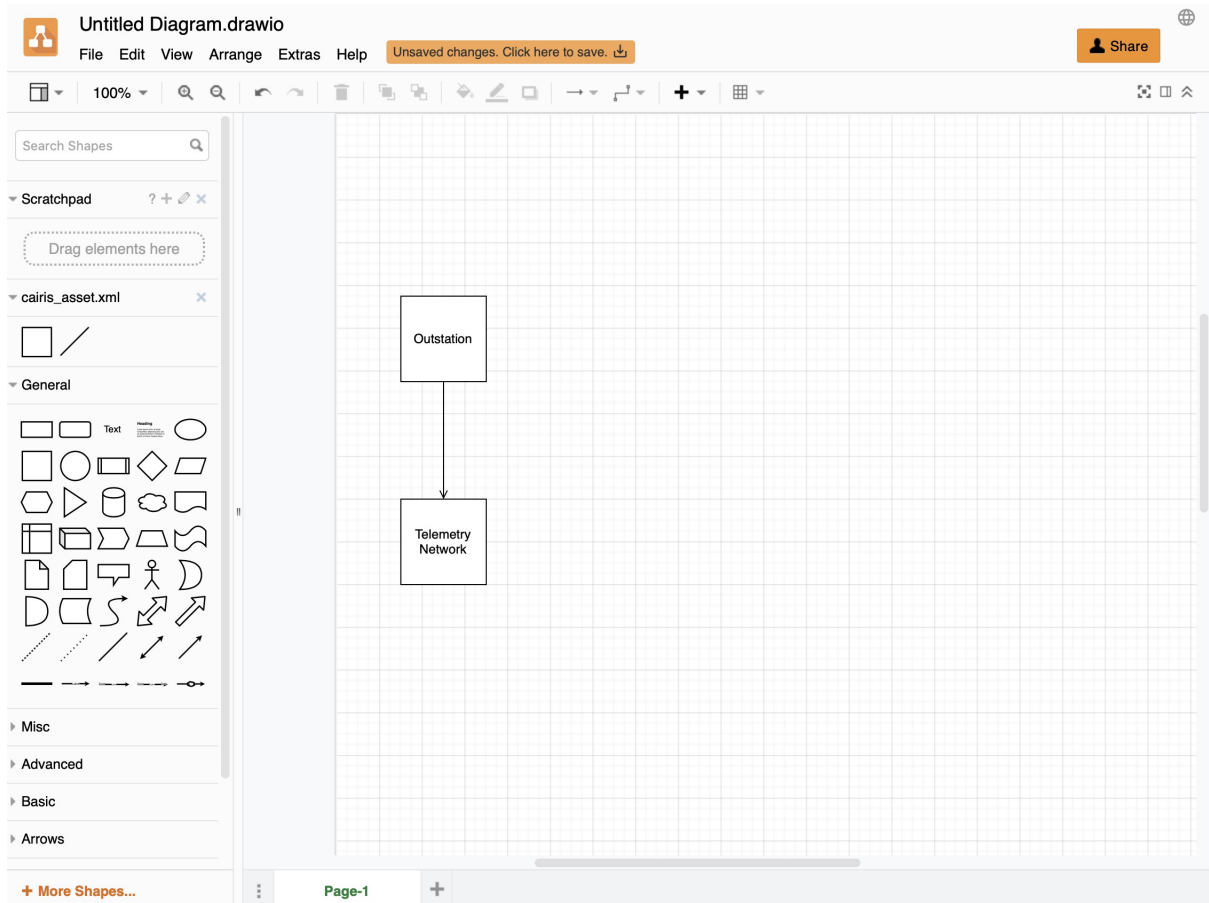 Untitled Diagram.drawio
File Edit View Arrange Extras Help Unsaved changes. Click here to save.
Share
100%
Search Shapes
Scratchpad ?
Drag elements here
cairis_asset.xml
General
Text
Heading
Misc
Advanced
Basic
Arrows
+ More Shapes...
Outstation
Telemetry
Network
Page-1